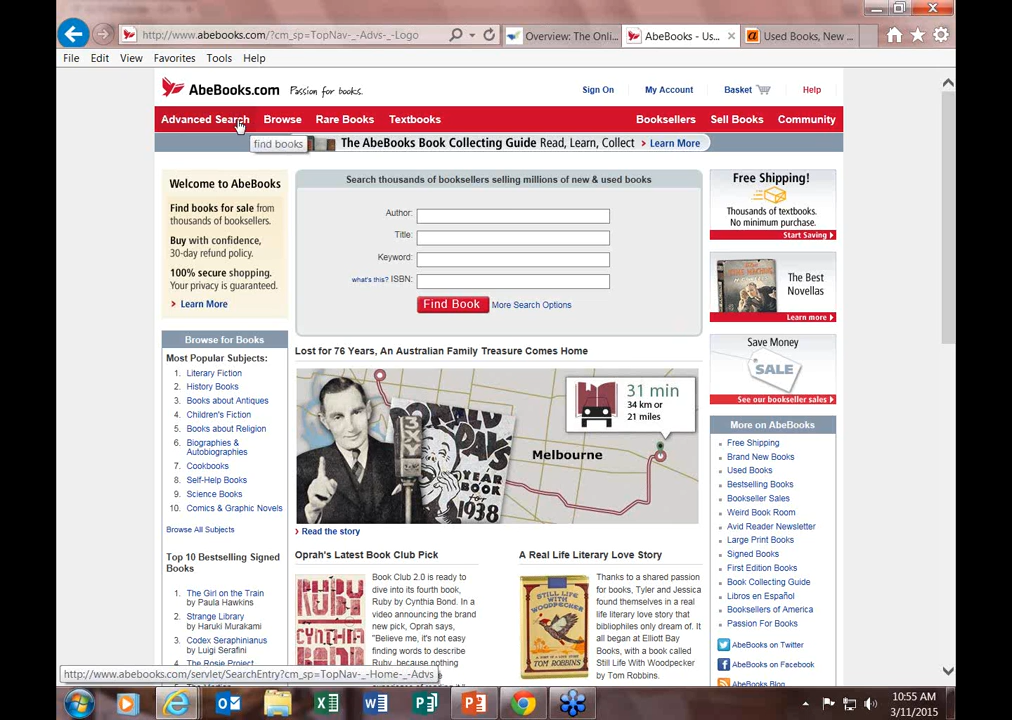 http://www.abebooks.com/?cm_sp=TopNav-_-Advs-_-Logo
Overview: The Onli...
AbeBooks - Us...
Used Books, New ...
File Edit View Favorites Tools Help
AbeBooks.com Passion for books.
Sign On My Account Basket Help
Advanced Search Browse Rare Books Textbooks Booksellers Sell Books Community
find books
The AbeBooks Book Collecting Guide Read, Learn, Collect > Learn More
Welcome to AbeBooks
Find books for sale from
thousands of booksellers.
Buy with confidence,
30-day refund policy.
100% secure shopping.
Your privacy is guaranteed.
> Learn More
Search thousands of booksellers selling millions of new & used books
Author:
Title:
Keyword:
what's this? ISBN:
Find Book More Search Options
Free Shipping!
Thousands of textbooks.
No minimum purchase.
Start Saving
The Best
Novellas
Learn more
Save Money
SALE
See our bookseller sales
Browse for Books
Most Popular Subjects:
1. Literary Fiction
2. History Books
3. Books about Antiques
4. Children's Fiction
5. Books about Religion
6. Biographies &
Autobiographies
7. Cookbooks
8. Self-Help Books
9. Science Books
10. Comics & Graphic Novels
Browse All Subjects
Top 10 Bestselling Signed
Books
1. The Girl on the Train
by Paula Hawkins
2. Strange Library
by Haruki Murakami
3. Codex Seraphinianus
by Luigi Serafini
4. The Rosie Project
Lost for 76 Years, An Australian Family Treasure Comes Home
31 min
34 km or
21 miles
Melbourne
3XY
YEAR
BOOK
for
1938
> Read the story
Oprah's Latest Book Club Pick
RUBY
CYNTHIA
BOND
Book Club 2.0 is ready to
dive into its fourth book,
Ruby by Cynthia Bond. In a
video announcing the brand
new pick, Oprah says,
"Believe me, it's not easy
finding words to describe
Ruby, because nothing
A Real Life Literary Love Story
STILL LIFE
WITH
WOODPECKER
TOM ROBBINS
Thanks to a shared passion
for books, Tyler and Jessica
found themselves in a real
life literary love story that
bibliophiles only dream of. It
all began at Elliott Bay
Books, with a book called
Still Life With Woodpecker
by Tom Robbins.
More on AbeBooks
Free Shipping
Brand New Books
Used Books
Bestselling Books
Bookseller Sales
Weird Book Room
Avid Reader Newsletter
Large Print Books
Signed Books
First Edition Books
Book Collecting Guide
Libros en Español
Booksellers of America
Passion For Books
AbeBooks on Twitter
AbeBooks on Facebook
AbeBooks Blog
http://www.abebooks.com/servlet/SearchEntry?cm_sp=TopNav-_-Home-_-Advs
10:55 AM
3/11/2015